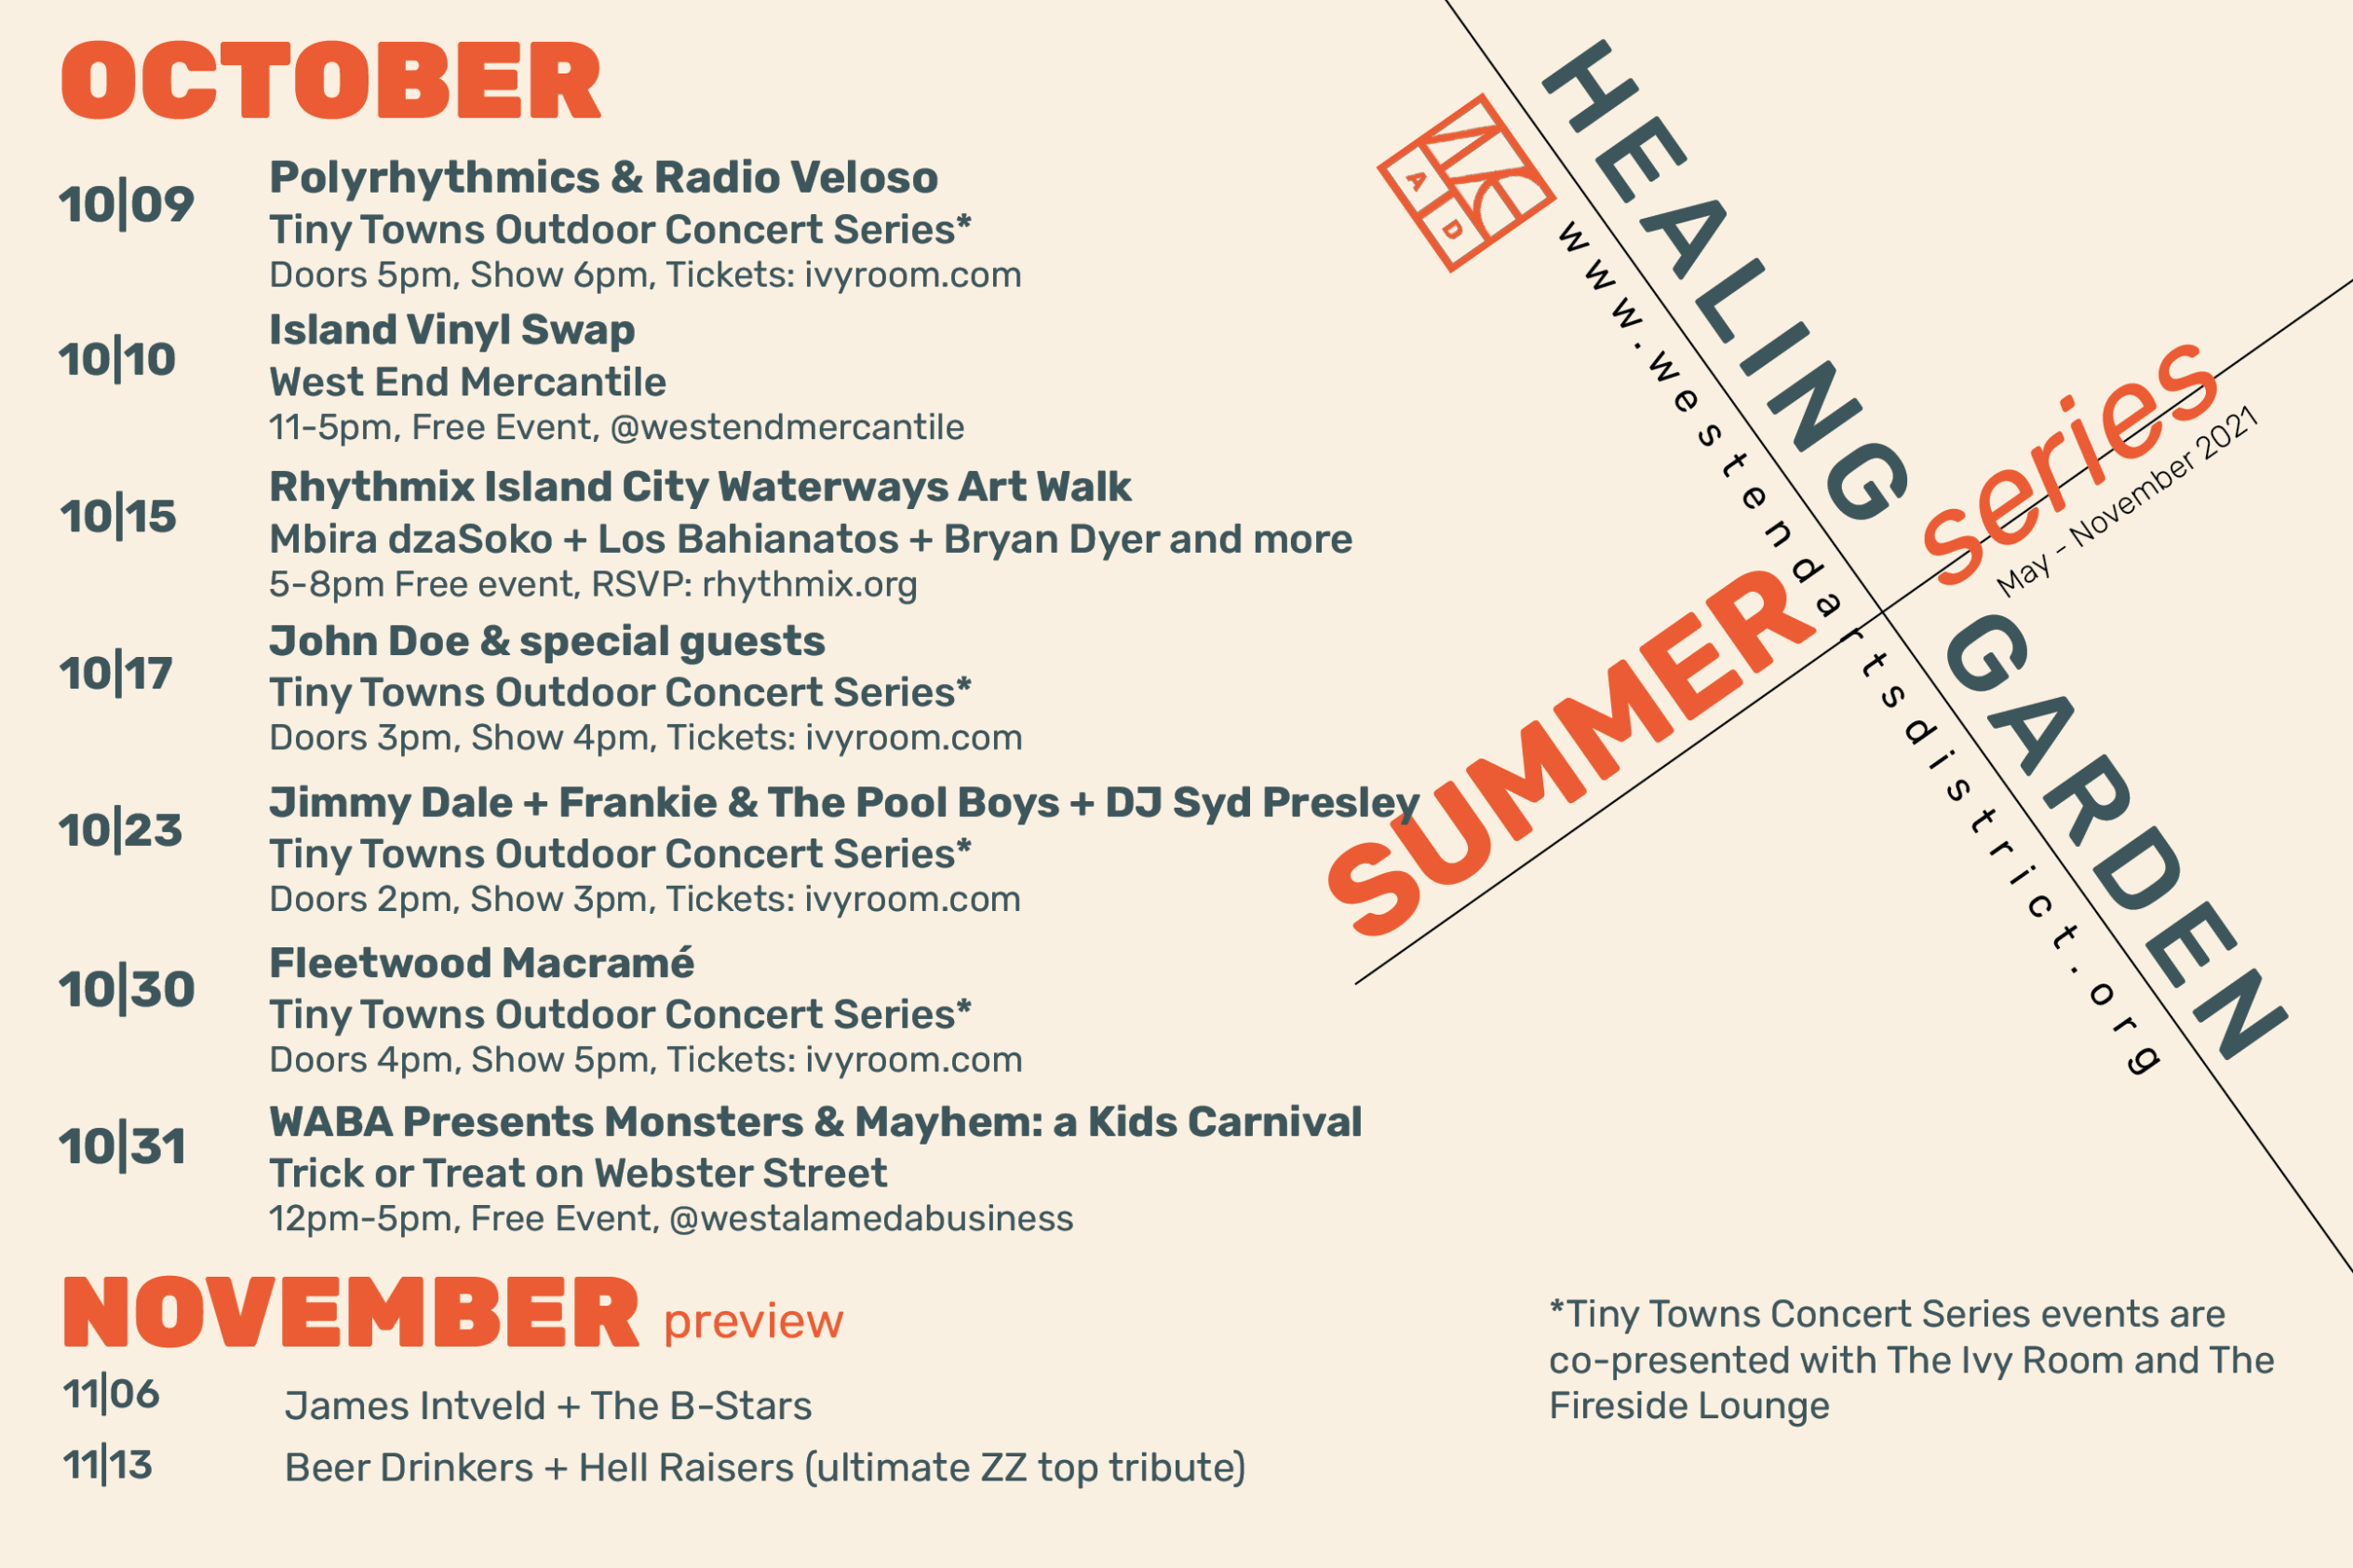 OCTOBER
10|09
Polyrhythmics & Radio Veloso
Tiny Towns Outdoor Concert Series*
Doors 5pm, Show 6pm, Tickets: ivyroom.com
10|10
Island Vinyl Swap
West End Mercantile
11-5pm, Free Event, @westendmercantile
10|15
Rhythmix Island City Waterways Art Walk
Mbira dzaSoko + Los Bahianatos + Bryan Dyer and more
5-8pm Free event, RSVP: rhythmix.org
10|17
John Doe & special guests
Tiny Towns Outdoor Concert Series*
Doors 3pm, Show 4pm, Tickets: ivyroom.com
10|23
Jimmy Dale + Frankie & The Pool Boys + DJ Syd Presley
Tiny Towns Outdoor Concert Series*
Doors 2pm, Show 3pm, Tickets: ivyroom.com
10|30
Fleetwood Macramé
Tiny Towns Outdoor Concert Series*
Doors 4pm, Show 5pm, Tickets: ivyroom.com
10|31
WABA Presents Monsters & Mayhem: a Kids Carnival
Trick or Treat on Webster Street
12pm-5pm, Free Event, @westalamedabusiness
NOVEMBER preview
11|06
James Intveld + The B-Stars
11|13
Beer Drinkers + Hell Raisers (ultimate ZZ top tribute)
HEALING GARDEN
WE
A D
www.westendartsdistrict.org
SUMMER series
May - November 2021
*Tiny Towns Concert Series events are
co-presented with The Ivy Room and The
Fireside Lounge